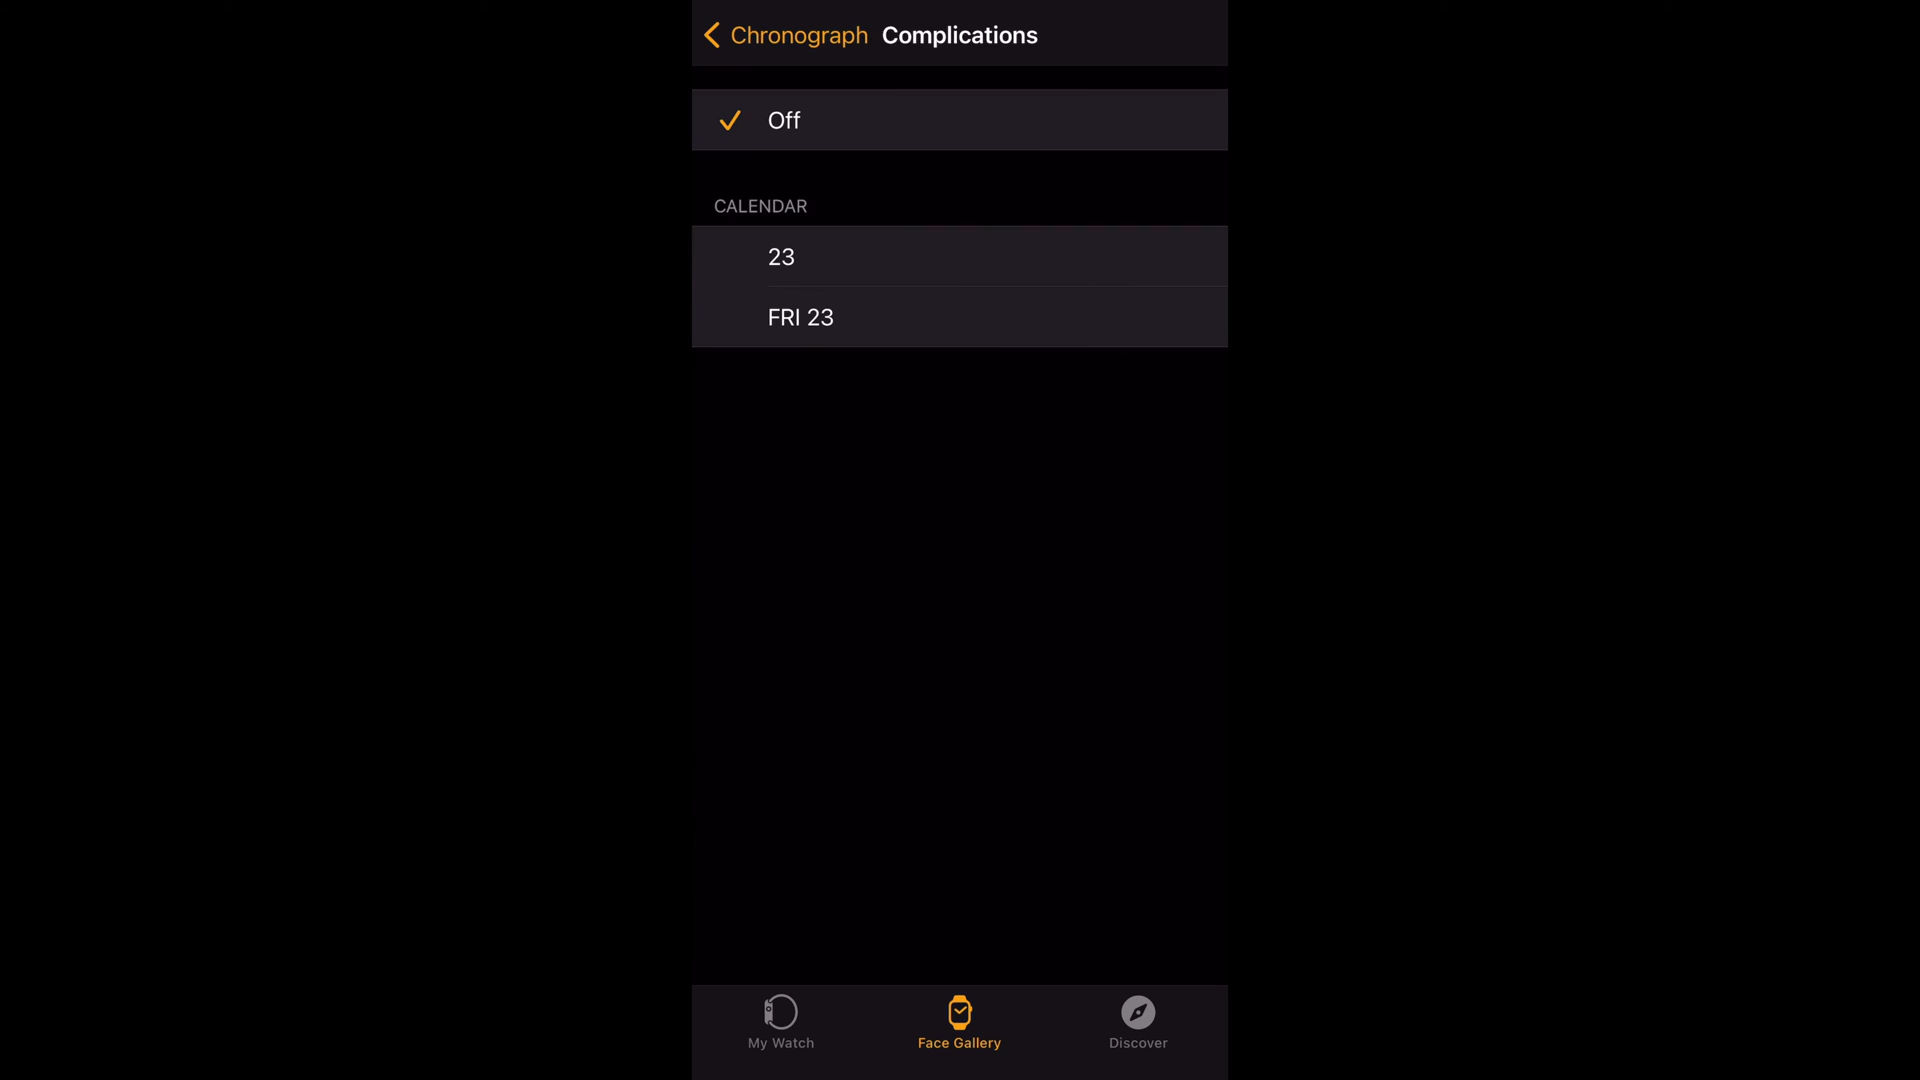 Chronograph Complications
Off
CALENDAR
23
FRI 23
My Watch
Face Gallery
Discover